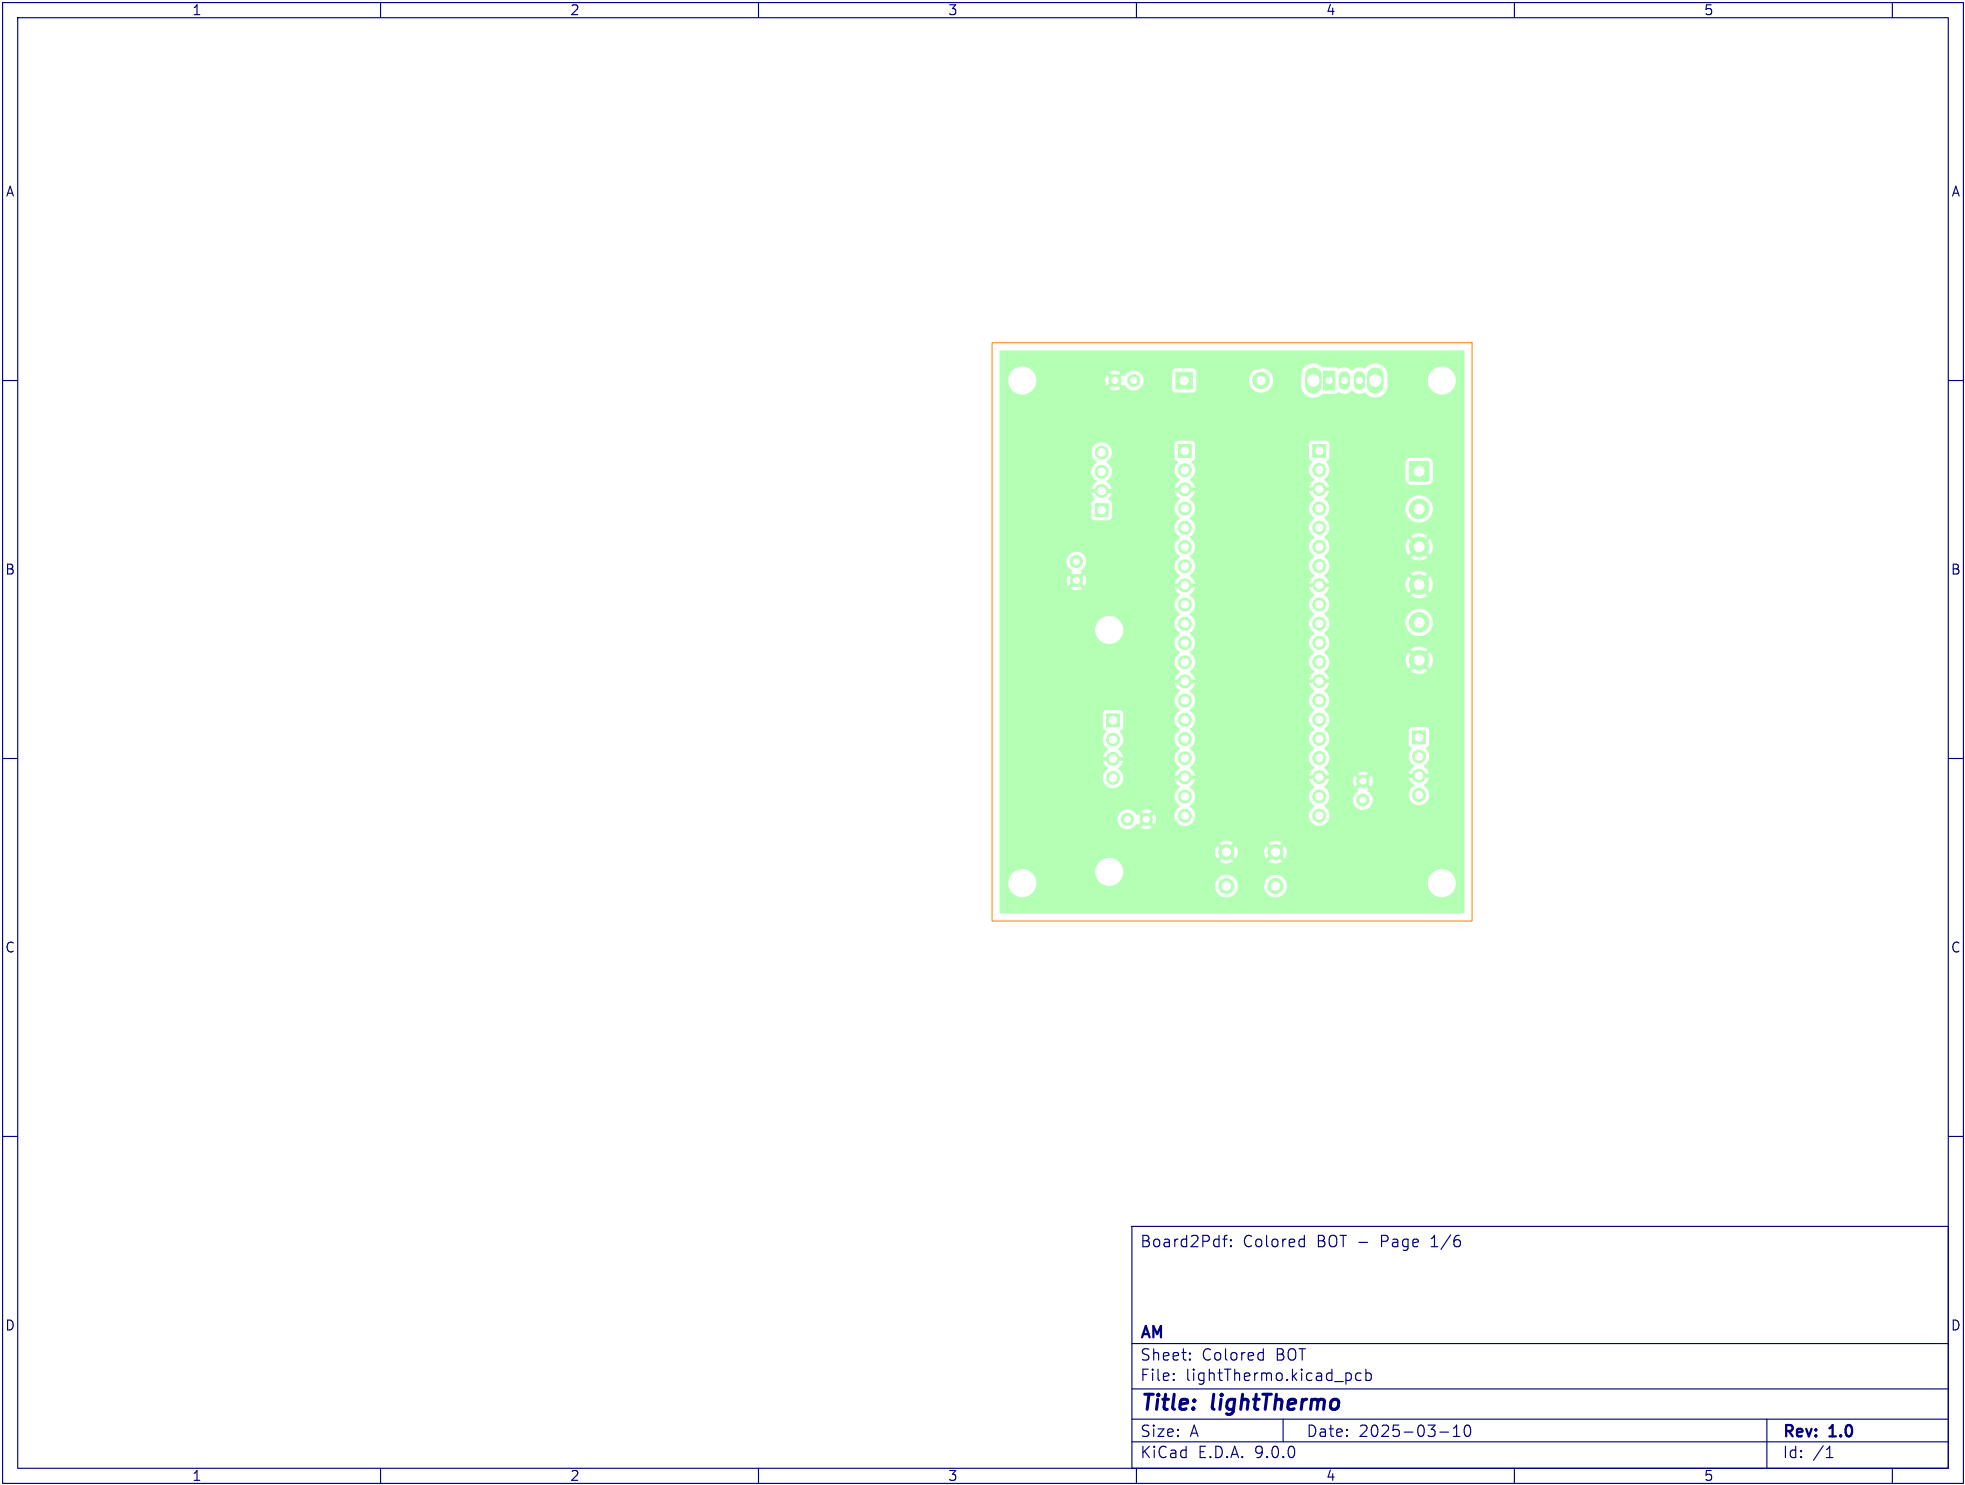 1 2 3 4 5
A A
B B
C C
Board2Pdf: Colored BOT - Page 1/6
D D
AM
Sheet: Colored BOT
File: lightThermo.kicad_pcb
Title: lightThermo
Size: A Date: 2025-03-10 Rev: 1.0
KiCad E.D.A. 9.0.0 Id: /1
1 2 3 4 5